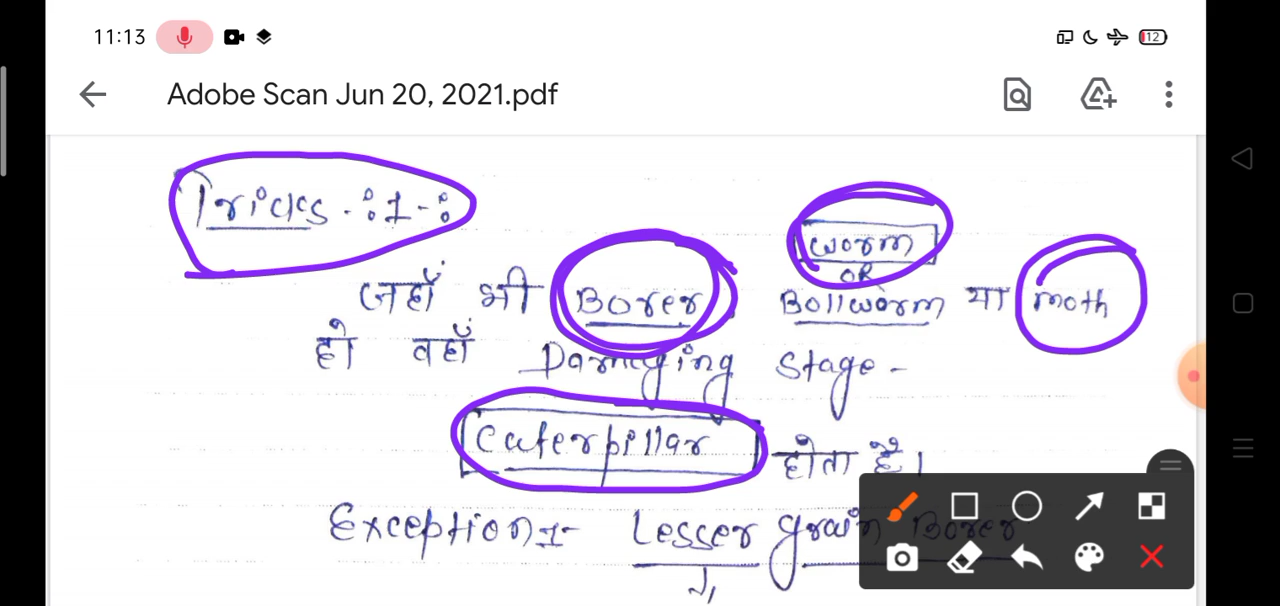 11:13
12
Adobe Scan Jun 20, 2021.pdf
Tricks :1-:
worm
OR
जहाँ भी Borer Bollworm या moth
हो वहाँ Damaging Stage -
Caterpillar होता है।
Exception:- Lesser grain Borer